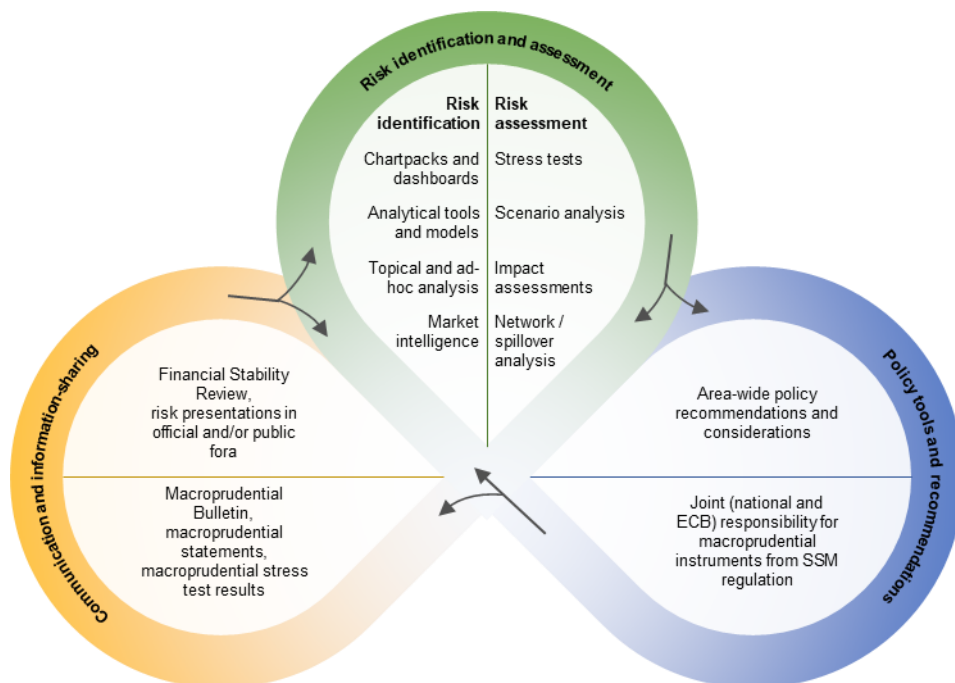 Risk identification and assessment
Risk
identification
Chartpacks and
dashboards
Analytical tools
and models
Topical and ad-
hoc analysis
Market
intelligence
Risk
assessment
Stress tests
Scenario analysis
Impact
assessments
Network /
spillover
analysis
Communication and information-sharing
Financial Stability
Review,
risk presentations in
official and/or public
fora
Macroprudential
Bulletin,
macroprudential
statements,
macroprudential stress
test results
Policy tools and recommendations
Area-wide policy
recommendations and
considerations
Joint (national and
ECB) responsibility for
macroprudential
instruments from SSM
regulation